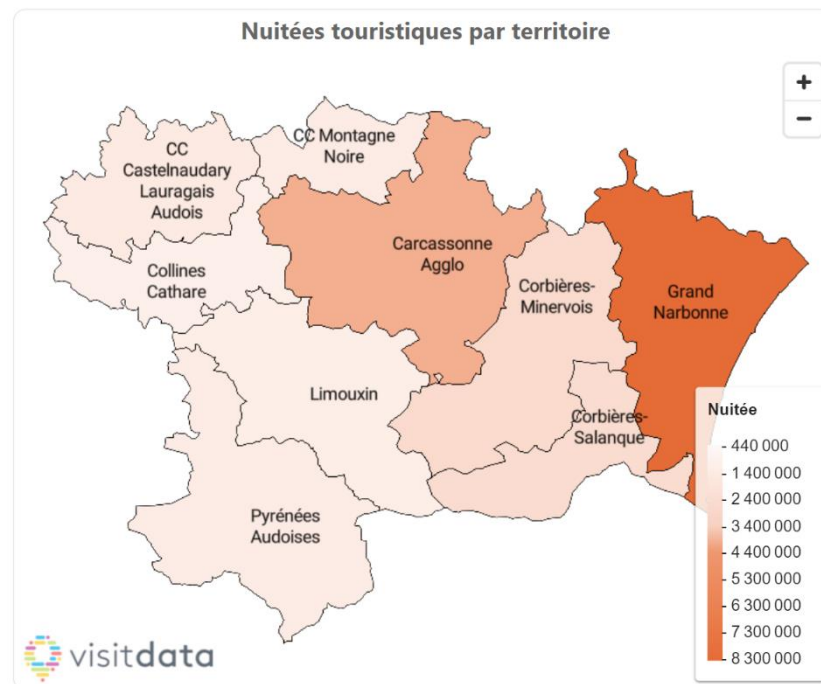 Nuitées touristiques par territoire
+
−
CC
Castelnaudary
Lauragais
Audois
CC Montagne
Noire
Carcassonne
Agglo
Collines
Cathare
Corbières-
Minervois
Grand
Narbonne
Limouxin
Corbières-
Salanque
Pyrénées
Audoises
Nuitée
- 440 000
- 1 400 000
- 2 400 000
- 3 400 000
- 4 400 000
- 5 300 000
- 6 300 000
- 7 300 000
- 8 300 000
visitdata